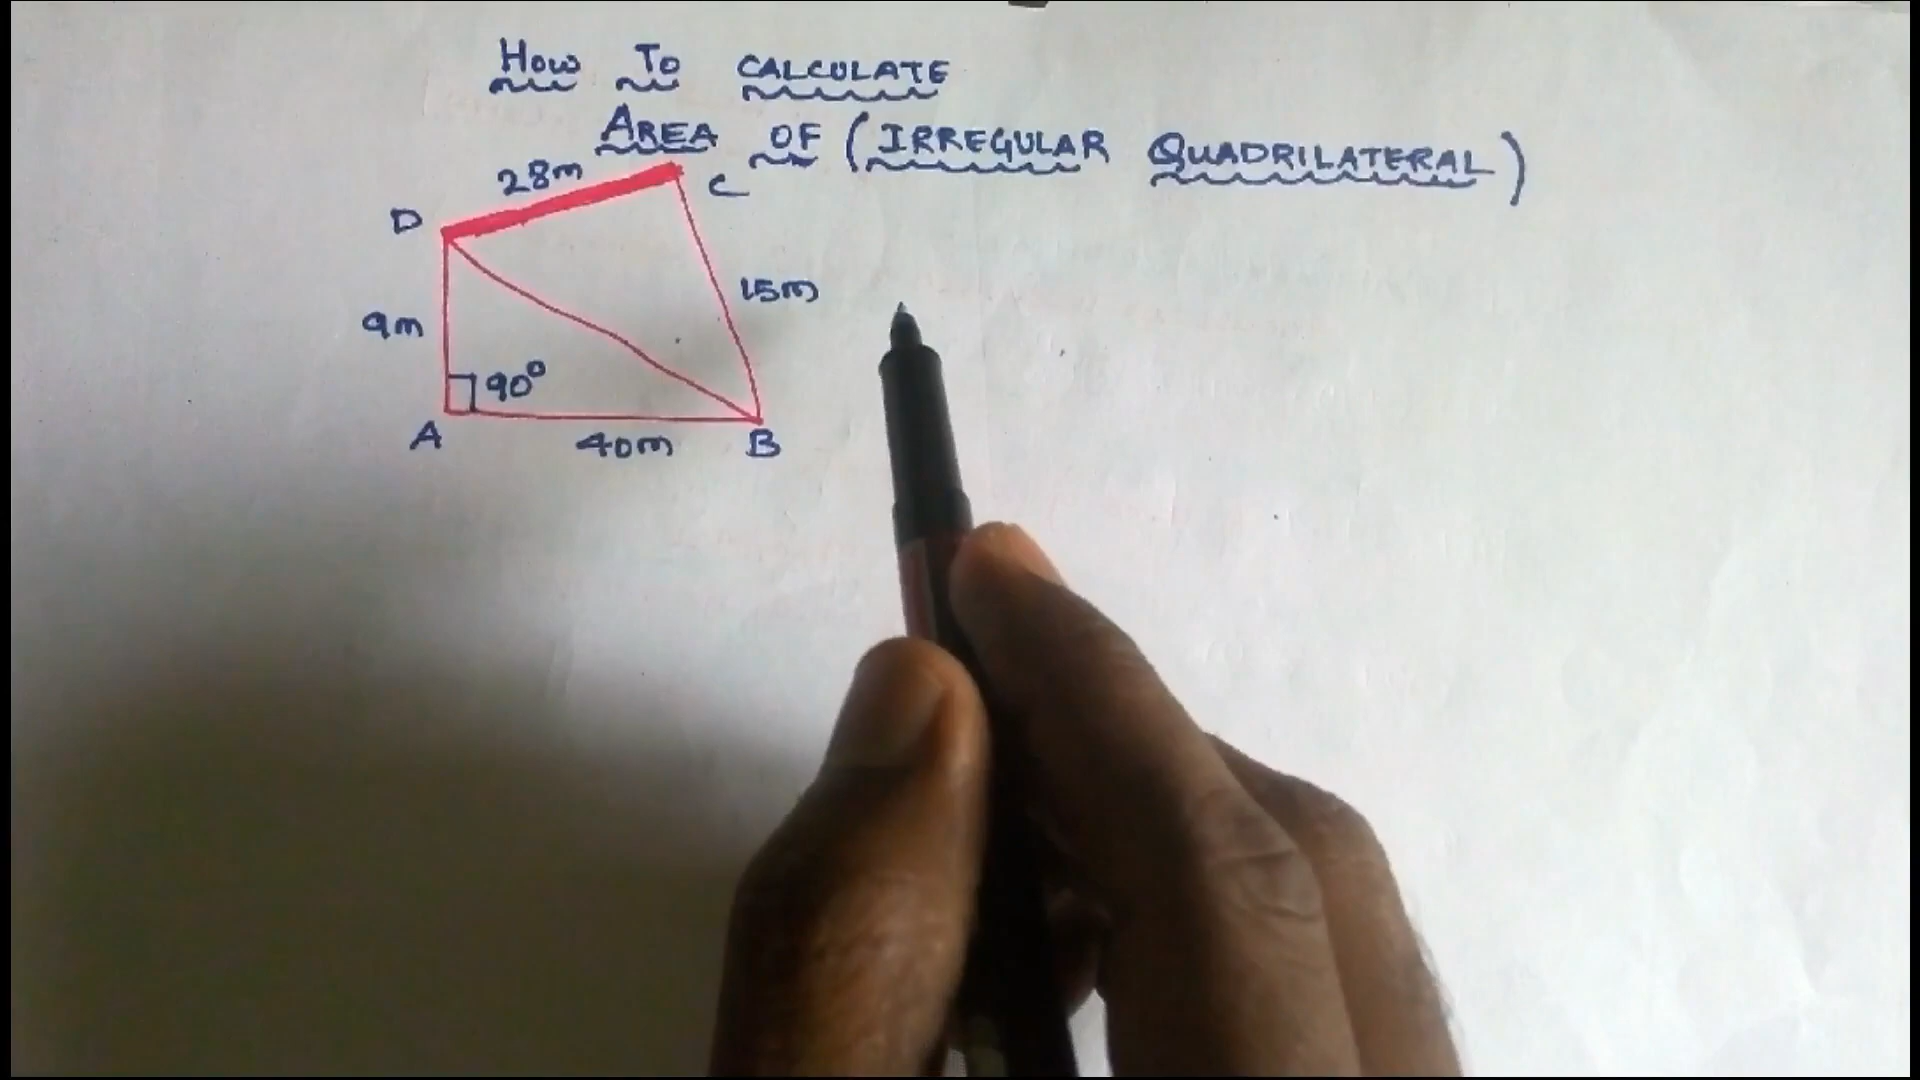 How To CALCULATE
AREA OF (IRREGULAR QUADRILATERAL)
28m
C
D
15m
9m
90°
A
40m
B